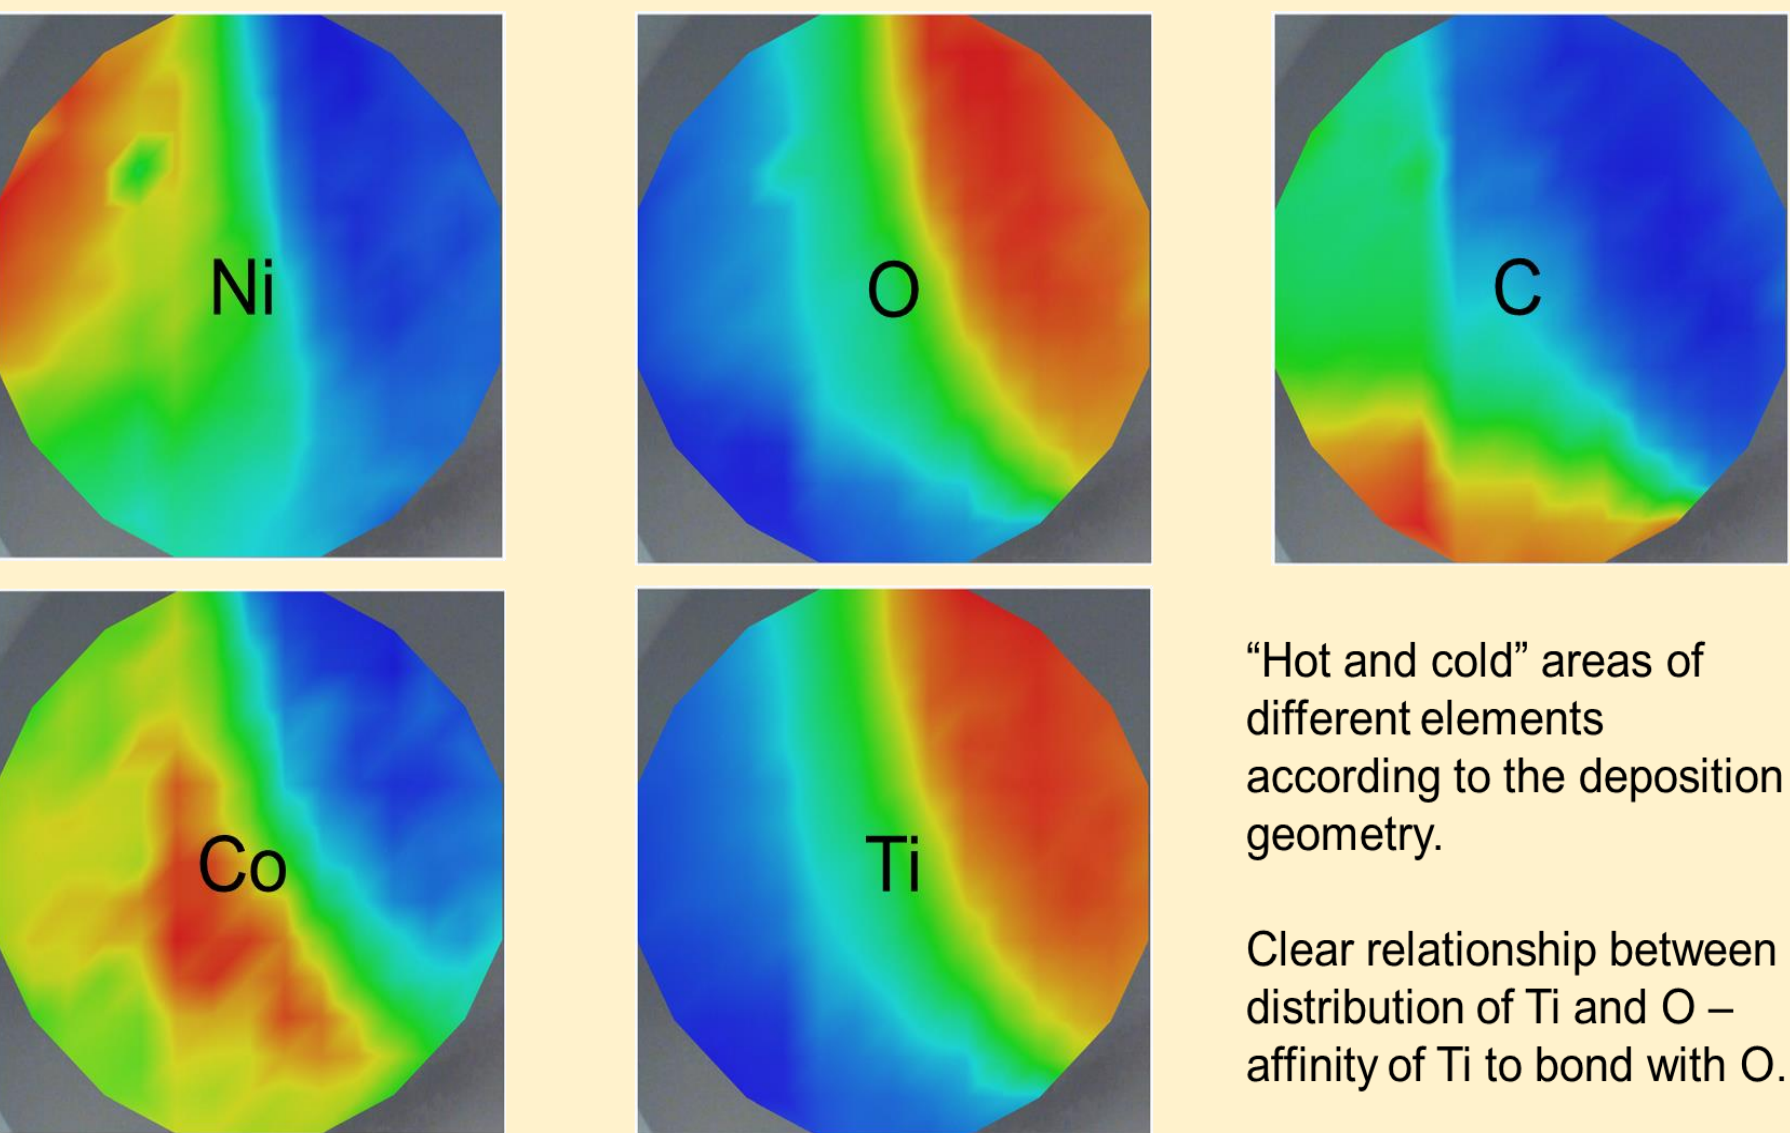 Ni
O
C
Co
Ti
“Hot and cold” areas of
different elements
according to the deposition
geometry.
Clear relationship between
distribution of Ti and O –
affinity of Ti to bond with O.